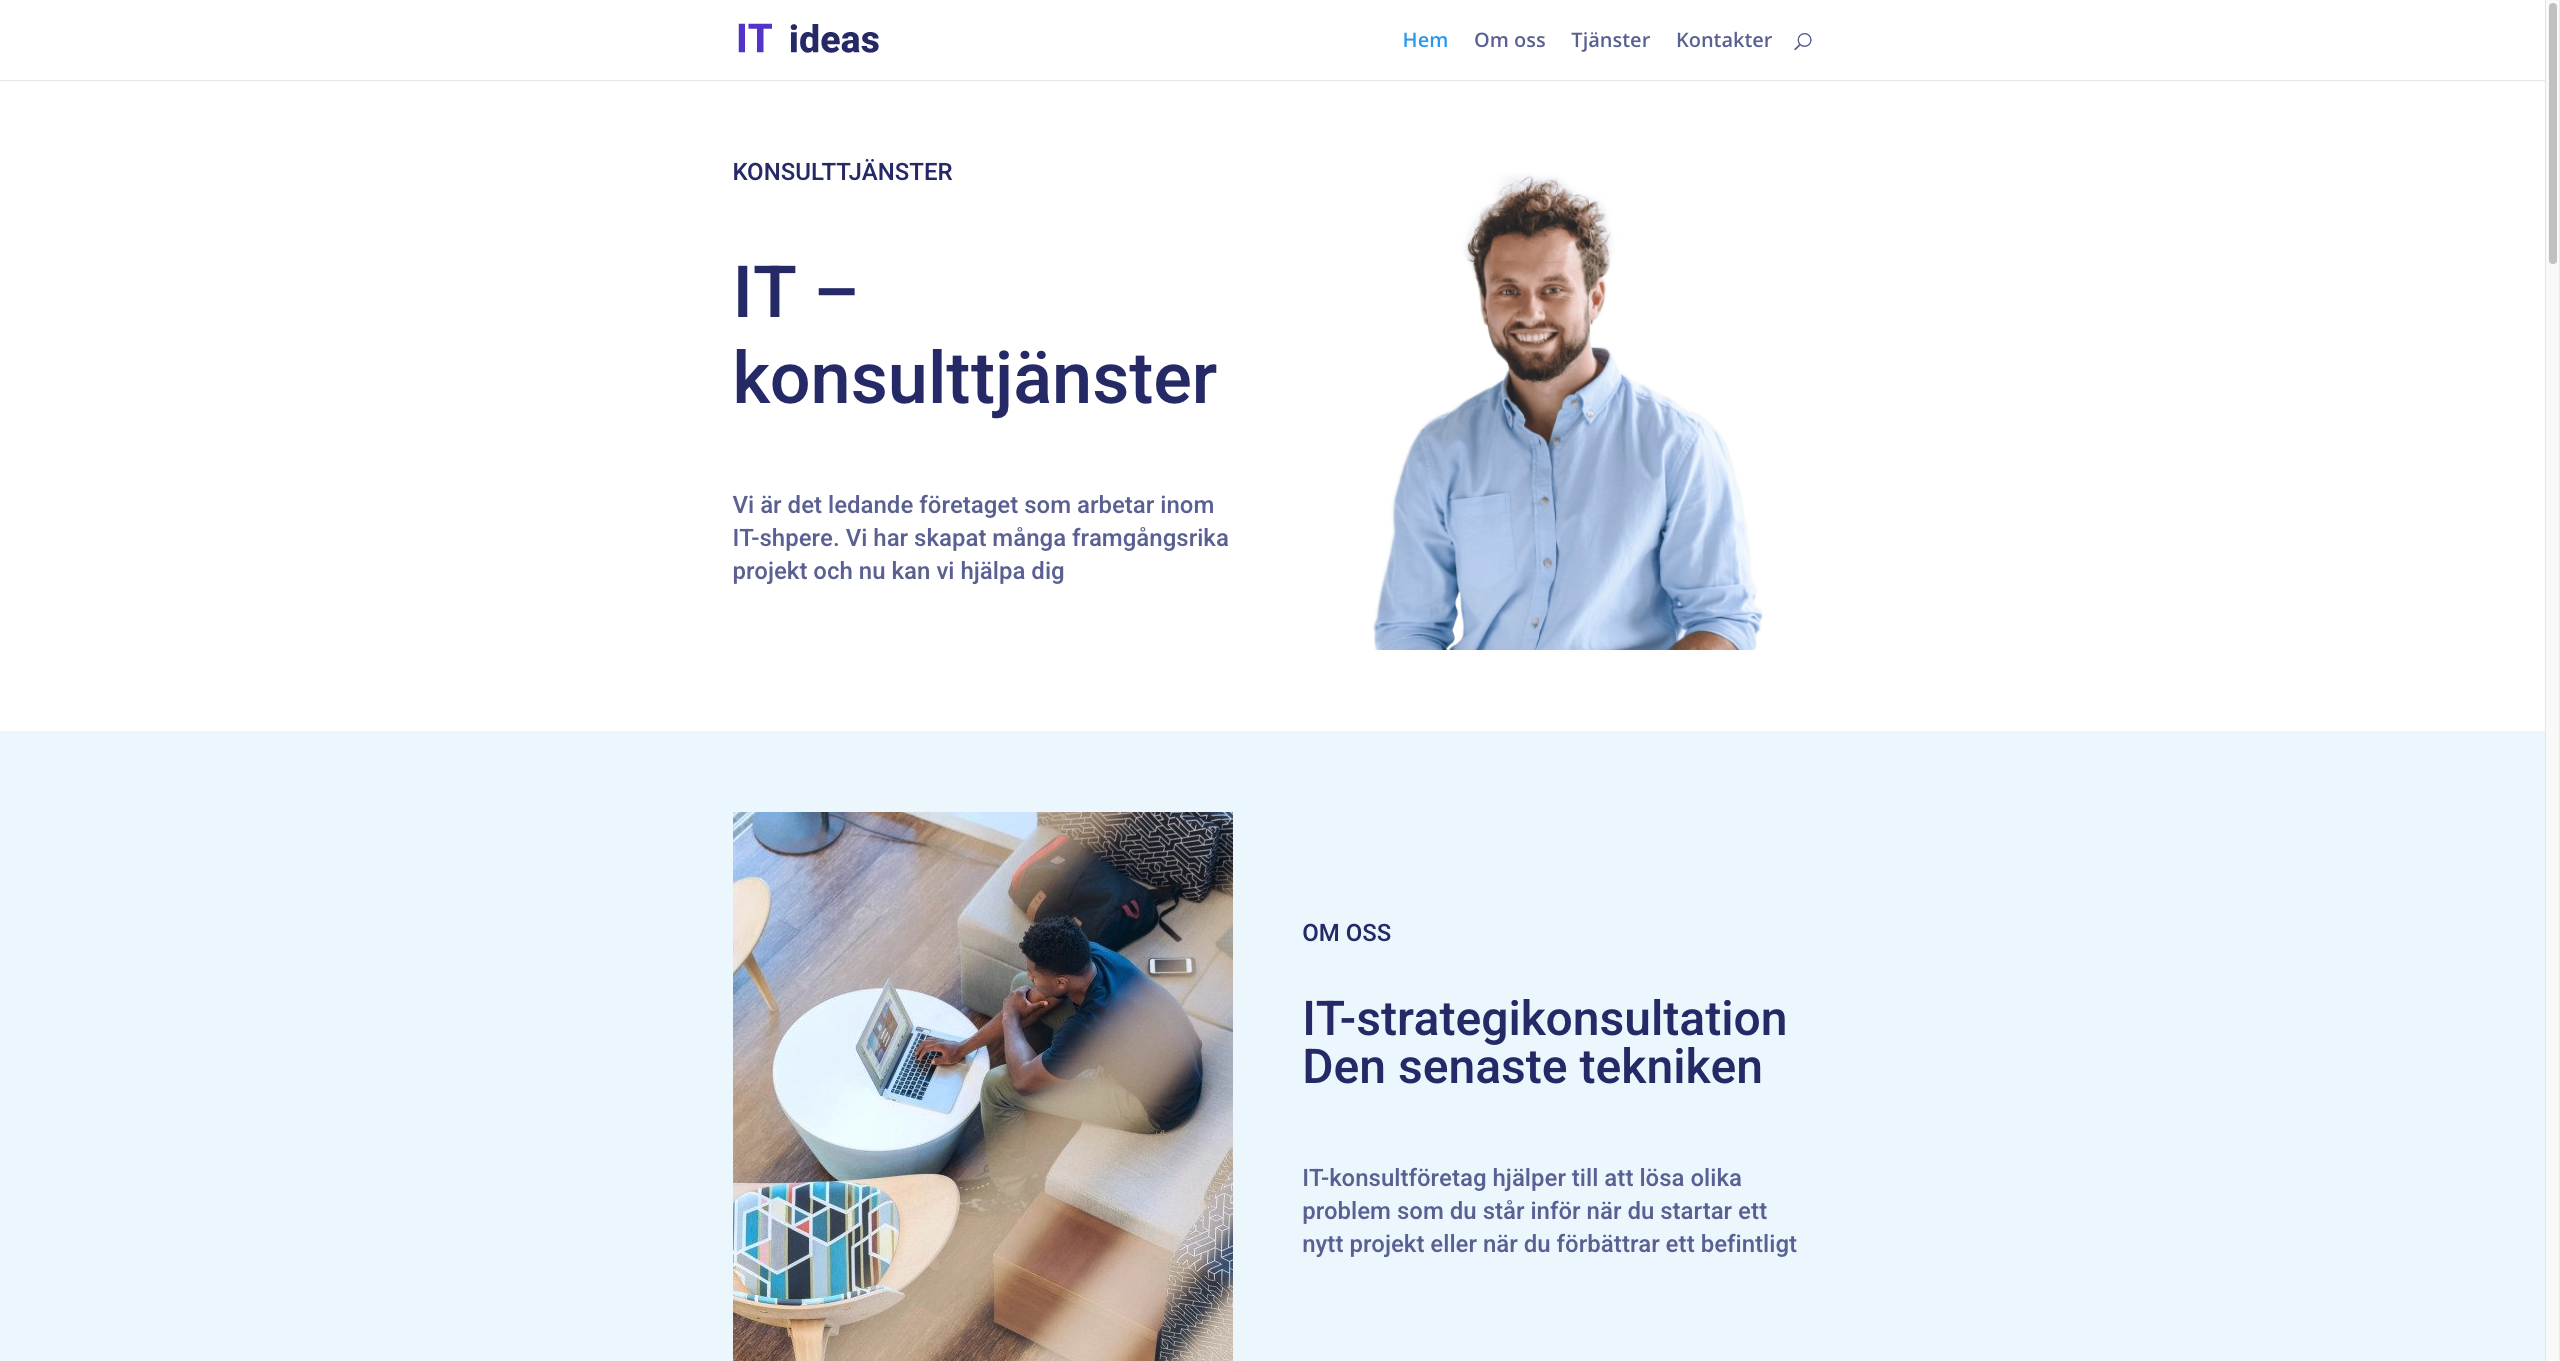 IT ideas
Hem Om oss Tjänster Kontakter
KONSULTTJÄNSTER
IT –
konsulttjänster
Vi är det ledande företaget som arbetar inom
IT-shpere. Vi har skapat många framgångsrika
projekt och nu kan vi hjälpa dig
OM OSS
IT-strategikonsultation
Den senaste tekniken
IT-konsultföretag hjälper till att lösa olika
problem som du står inför när du startar ett
nytt projekt eller när du förbättrar ett befintligt